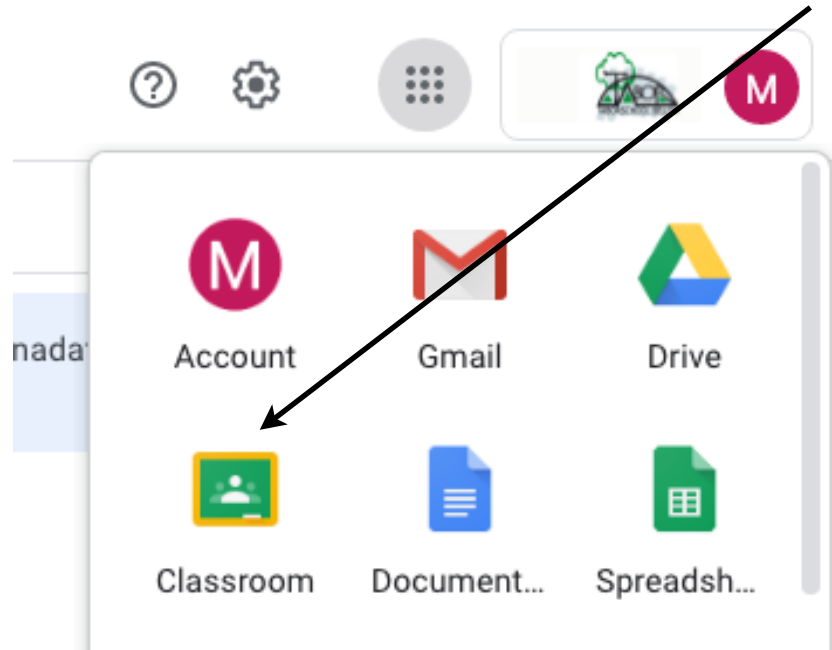 M
M
Account
Gmail
Drive
nada
Classroom
Document...
Spreadsh...